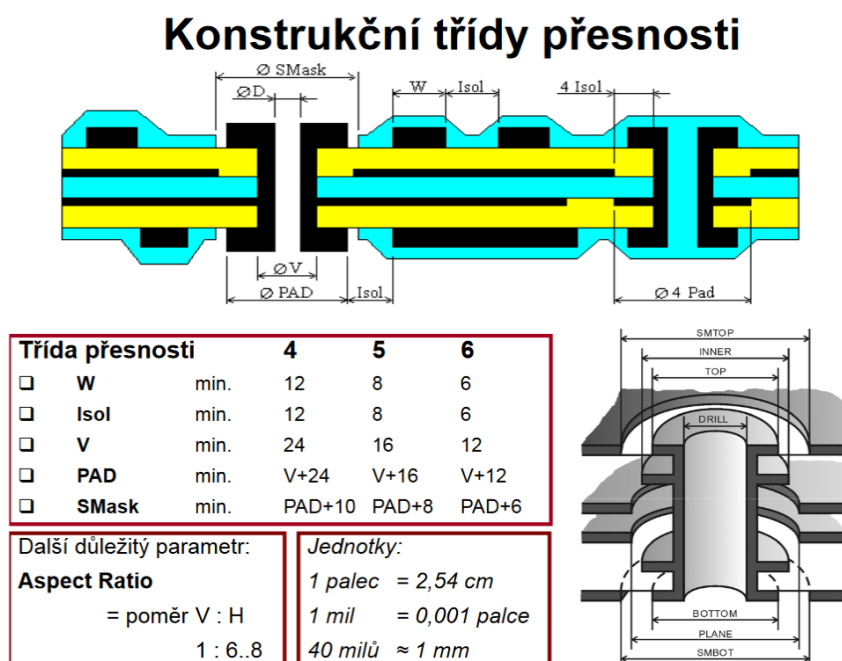 Konstrukční třídy přesnosti
Ø SMask
ØD
W
Isol
4 Isol
ØV
Ø PAD
Isol
Ø 4 Pad
Třída přesnosti 4 5 6
❑ W min. 12 8 6
❑ Isol min. 12 8 6
❑ V min. 24 16 12
❑ PAD min. V+24 V+16 V+12
❑ SMask min. PAD+10 PAD+8 PAD+6
Další důležitý parametr:
Aspect Ratio
= poměr V : H
1 : 6..8
Jednotky:
1 palec = 2,54 cm
1 mil = 0,001 palce
40 milů ≈ 1 mm
SMTOP
INNER
TOP
DRILL
BOTTOM
PLANE
SMBOT